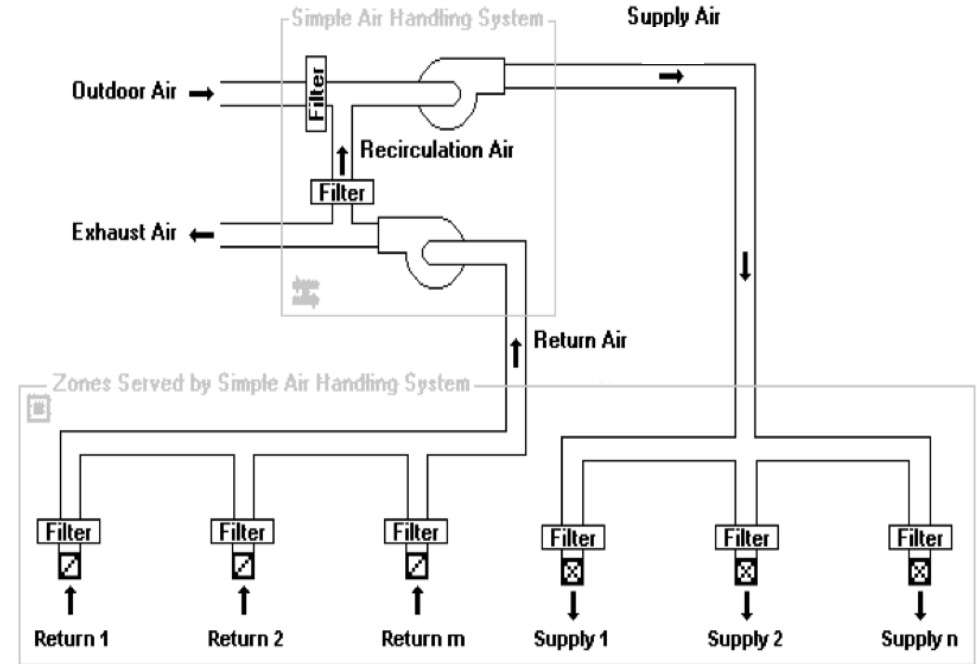 Simple Air Handling System
Supply Air
Outdoor Air
Filter
Recirculation Air
Filter
Exhaust Air
Return Air
Zones Served by Simple Air Handling System
Filter Filter Filter Filter Filter Filter
Return 1 Return 2 Return m Supply 1 Supply 2 Supply n